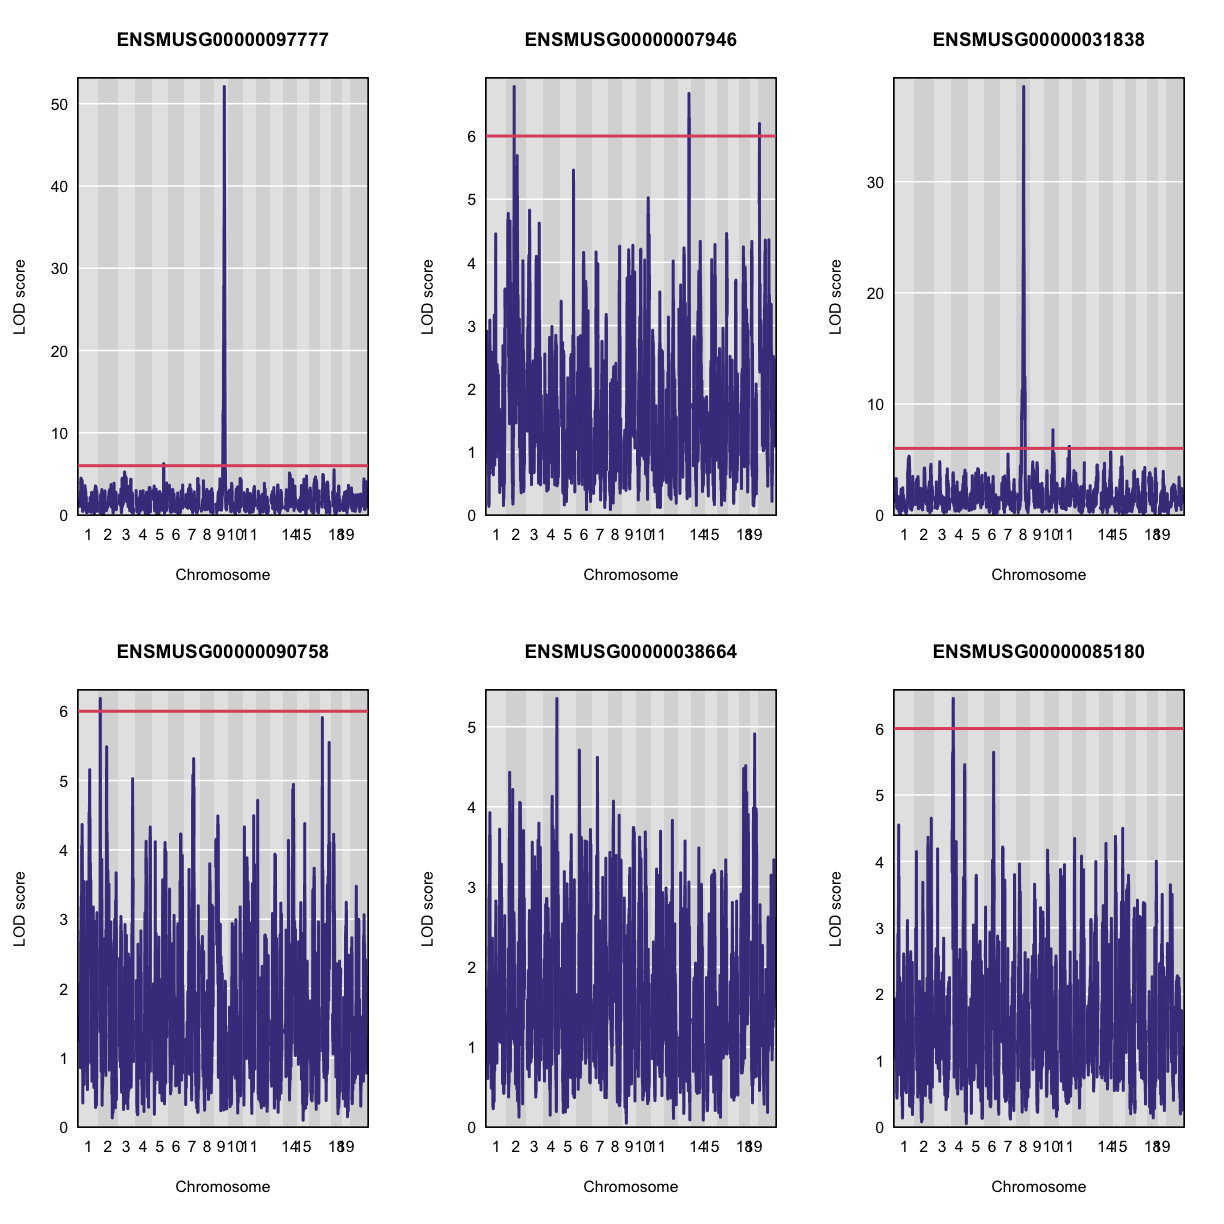 ENSMUSG00000097777
LOD score
50
40
30
20
10
0
1 2 3 4 5 6 7 8 9 10 11 14 15 18 19
Chromosome
ENSMUSG00000007946
LOD score
6
5
4
3
2
1
0
1 2 3 4 5 6 7 8 9 10 11 14 15 18 19
Chromosome
ENSMUSG00000031838
LOD score
30
20
10
0
1 2 3 4 5 6 7 8 9 10 11 14 15 18 19
Chromosome
ENSMUSG00000090758
LOD score
6
5
4
3
2
1
0
1 2 3 4 5 6 7 8 9 10 11 14 15 18 19
Chromosome
ENSMUSG00000038664
LOD score
5
4
3
2
1
0
1 2 3 4 5 6 7 8 9 10 11 14 15 18 19
Chromosome
ENSMUSG00000085180
LOD score
6
5
4
3
2
1
0
1 2 3 4 5 6 7 8 9 10 11 14 15 18 19
Chromosome